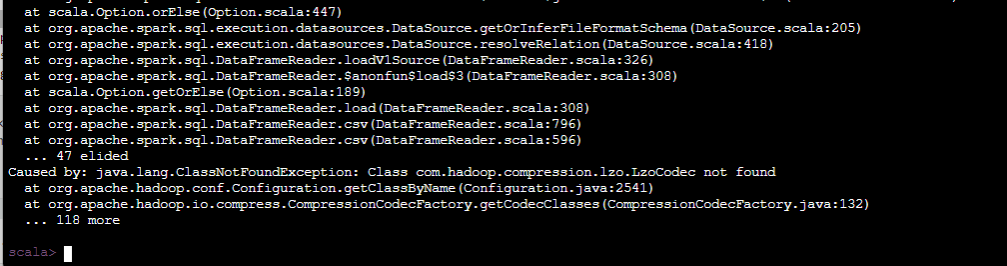 at scala.Option.orElse(Option.scala:447)
at org.apache.spark.sql.execution.datasources.DataSource.getOrInferFileFormatSchema(DataSource.scala:205)
at org.apache.spark.sql.execution.datasources.DataSource.resolveRelation(DataSource.scala:418)
at org.apache.spark.sql.DataFrameReader.loadV1Source(DataFrameReader.scala:326)
at org.apache.spark.sql.DataFrameReader.$anonfun$load$3(DataFrameReader.scala:308)
at scala.Option.getOrElse(Option.scala:189)
at org.apache.spark.sql.DataFrameReader.load(DataFrameReader.scala:308)
at org.apache.spark.sql.DataFrameReader.csv(DataFrameReader.scala:796)
at org.apache.spark.sql.DataFrameReader.csv(DataFrameReader.scala:596)
... 47 elided
Caused by: java.lang.ClassNotFoundException: Class com.hadoop.compression.lzo.LzoCodec not found
at org.apache.hadoop.conf.Configuration.getClassByName(Configuration.java:2541)
at org.apache.hadoop.io.compress.CompressionCodecFactory.getCodecClasses(CompressionCodecFactory.java:132)
... 118 more
scala>